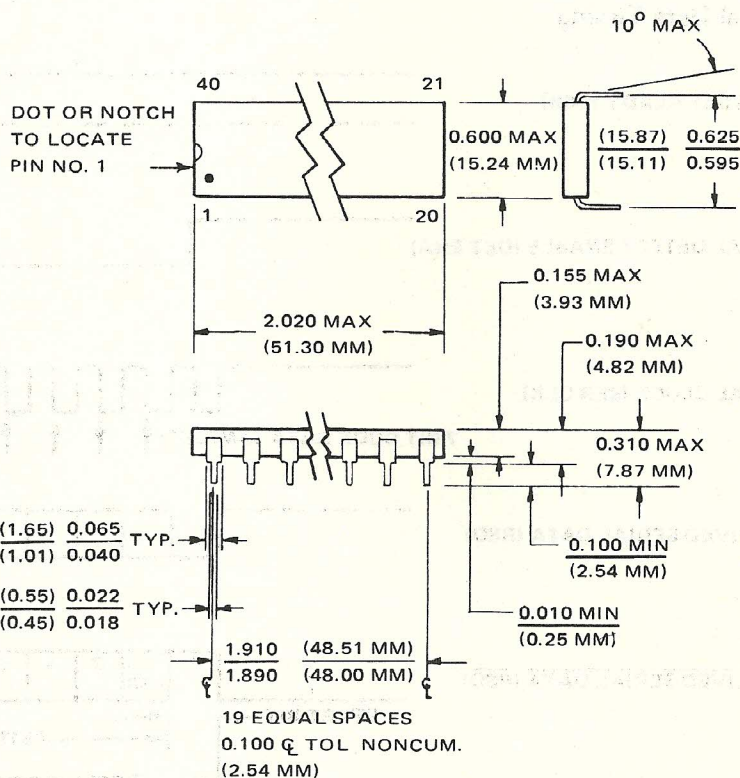 10° MAX
40 21
DOT OR NOTCH
TO LOCATE
PIN NO. 1
0.600 MAX
(15.24 MM)
(15.87) 0.625
(15.11) 0.595
1 20
2.020 MAX
(51.30 MM)
0.155 MAX
(3.93 MM)
0.190 MAX
(4.82 MM)
0.310 MAX
(7.87 MM)
(1.65) 0.065
(1.01) 0.040
TYP.
0.100 MIN
(2.54 MM)
(0.55) 0.022
(0.45) 0.018
TYP.
0.010 MIN
(0.25 MM)
1.910 (48.51 MM)
1.890 (48.00 MM)
℄ ℄
19 EQUAL SPACES
0.100 ℄ TOL NONCUM.
(2.54 MM)